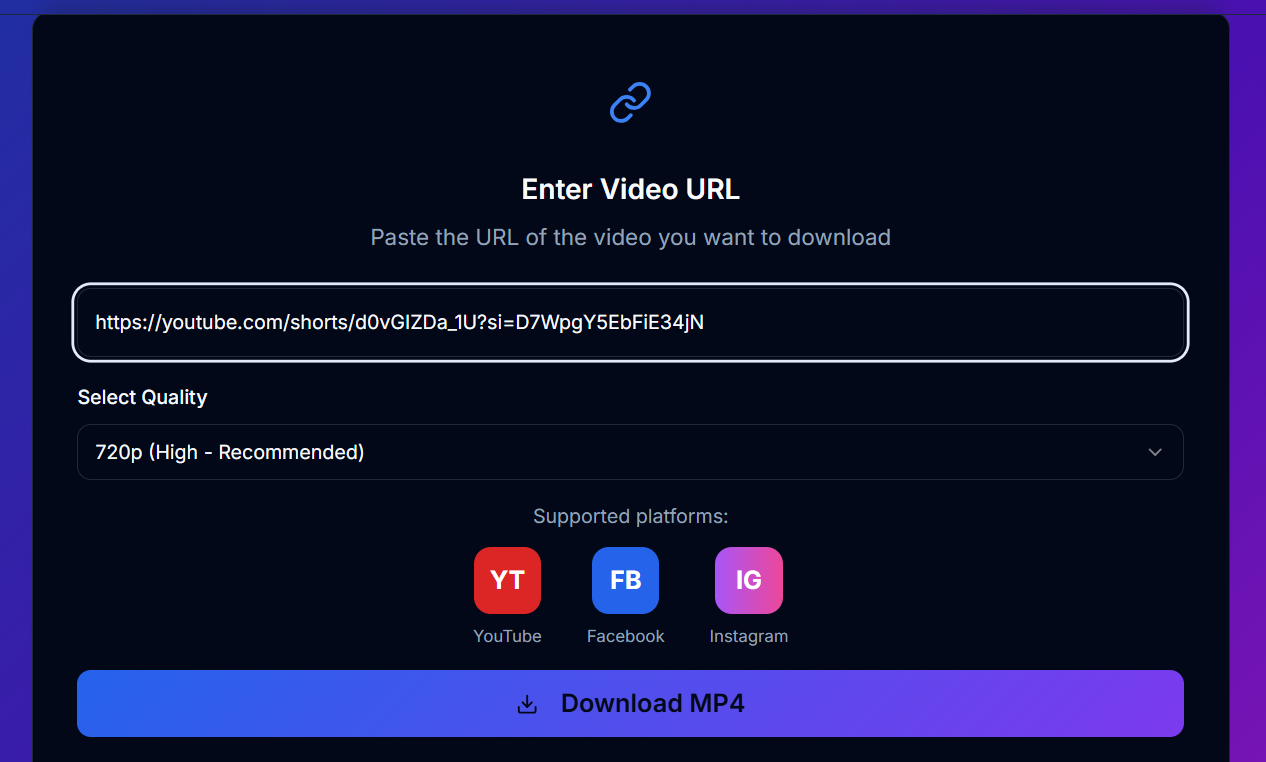 Enter Video URL
Paste the URL of the video you want to download
https://youtube.com/shorts/d0vGIZDa_1U?si=D7WpgY5EbFiE34jN
Select Quality
720p (High - Recommended)
Supported platforms:
YT FB IG
YouTube Facebook Instagram
Download MP4